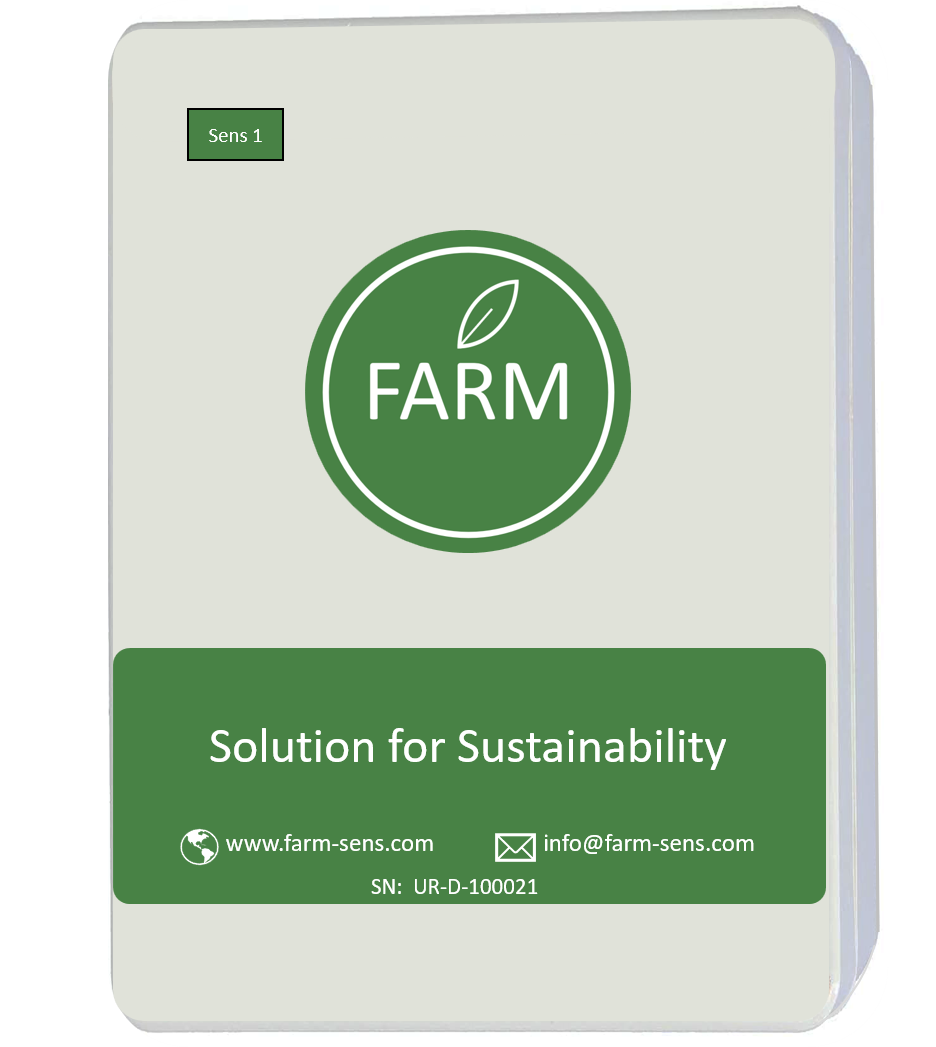 Sens 1
FARM
Solution for Sustainability
www.farm-sens.com
info@farm-sens.com
SN: UR-D-100021